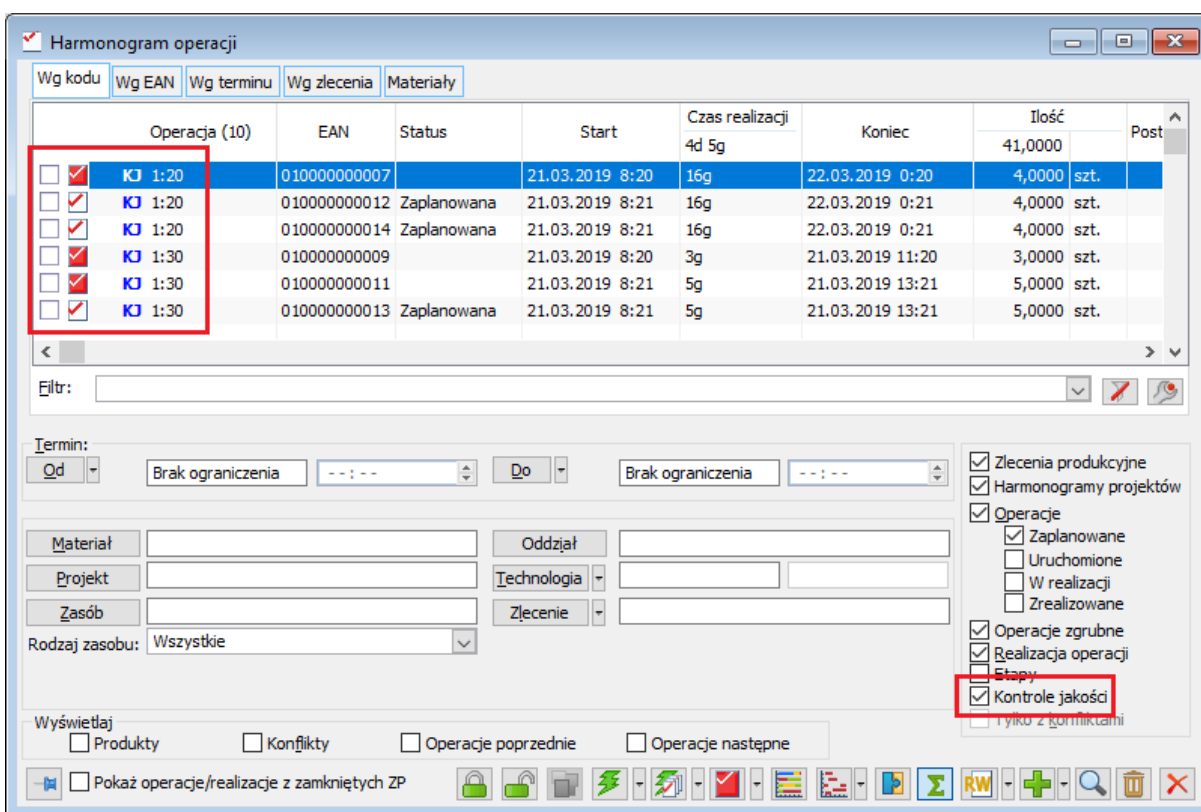 Harmonogram operacji
Wg kodu Wg EAN Wg terminu Wg zlecenia Materiały
Operacja (10) EAN Status Start Czas realizacji Koniec Ilość Post
4d 5g 41,0000
KJ 1:20 010000000007 21.03.2019 8:20 16g 22.03.2019 0:20 4,0000 szt.
KJ 1:20 010000000012 Zaplanowana 21.03.2019 8:21 16g 22.03.2019 0:21 4,0000 szt.
KJ 1:20 010000000014 Zaplanowana 21.03.2019 8:21 16g 22.03.2019 0:21 4,0000 szt.
KJ 1:30 010000000009 21.03.2019 8:20 3g 21.03.2019 11:20 3,0000 szt.
KJ 1:30 010000000011 21.03.2019 8:21 5g 21.03.2019 13:21 5,0000 szt.
KJ 1:30 010000000013 Zaplanowana 21.03.2019 8:21 5g 21.03.2019 13:21 5,0000 szt.
Filtr:
Termin:
Od Brak ograniczenia --:-- Do Brak ograniczenia --:--
Materiał Oddział
Projekt Technologia
Zasób Zlecenie
Rodzaj zasobu: Wszystkie
Zlecenia produkcyjne
Harmonogramy projektów
Operacje
Zaplanowane
Uruchomione
W realizacji
Zrealizowane
Operacje zgrubne
Realizacja operacji
Etapy
Kontrole jakości
Tylko z konfliktami
Wyświetlaj
Produkty Konflikty Operacje poprzednie Operacje następne
Pokaż operacje/realizacje z zamkniętych ZP Σ RW